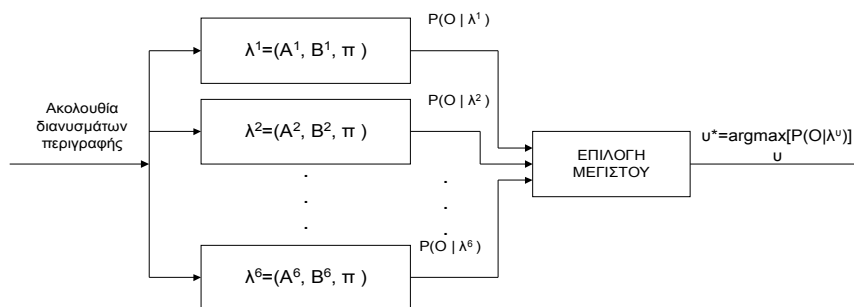 P(O | λ¹)
λ¹=(A¹, B¹, π )
Ακολουθία
διανυσμάτων
περιγραφής
P(O | λ²)
λ²=(A², B², π )
ΕΠΙΛΟΓΗ
ΜΕΓΙΣΤΟΥ
υ*=argmax[P(O|λᵘ)]
υ
.
.
.
.
.
.
P(O | λ⁶)
λ⁶=(A⁶, B⁶, π )